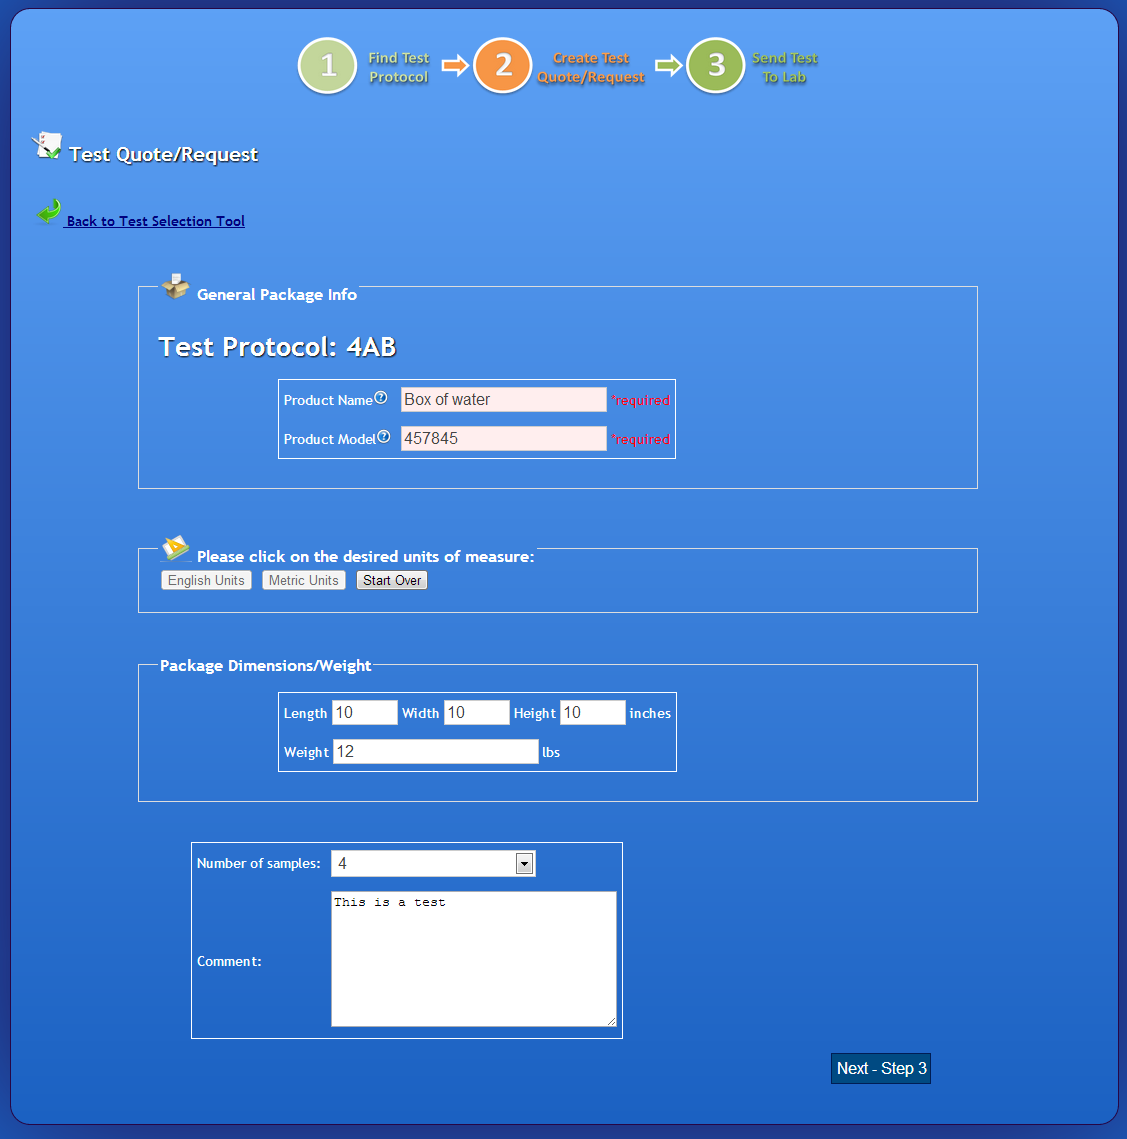 1 Find Test Protocol 2 Create Test Quote/Request 3 Send Test To Lab
Test Quote/Request
Back to Test Selection Tool
General Package Info
Test Protocol: 4AB
Product Name? Box of water *required
Product Model? 457845 *required
Please click on the desired units of measure:
English Units Metric Units Start Over
Package Dimensions/Weight
Length 10 Width 10 Height 10 inches
Weight 12 lbs
Number of samples: 4
This is a test
Comment:
Next - Step 3